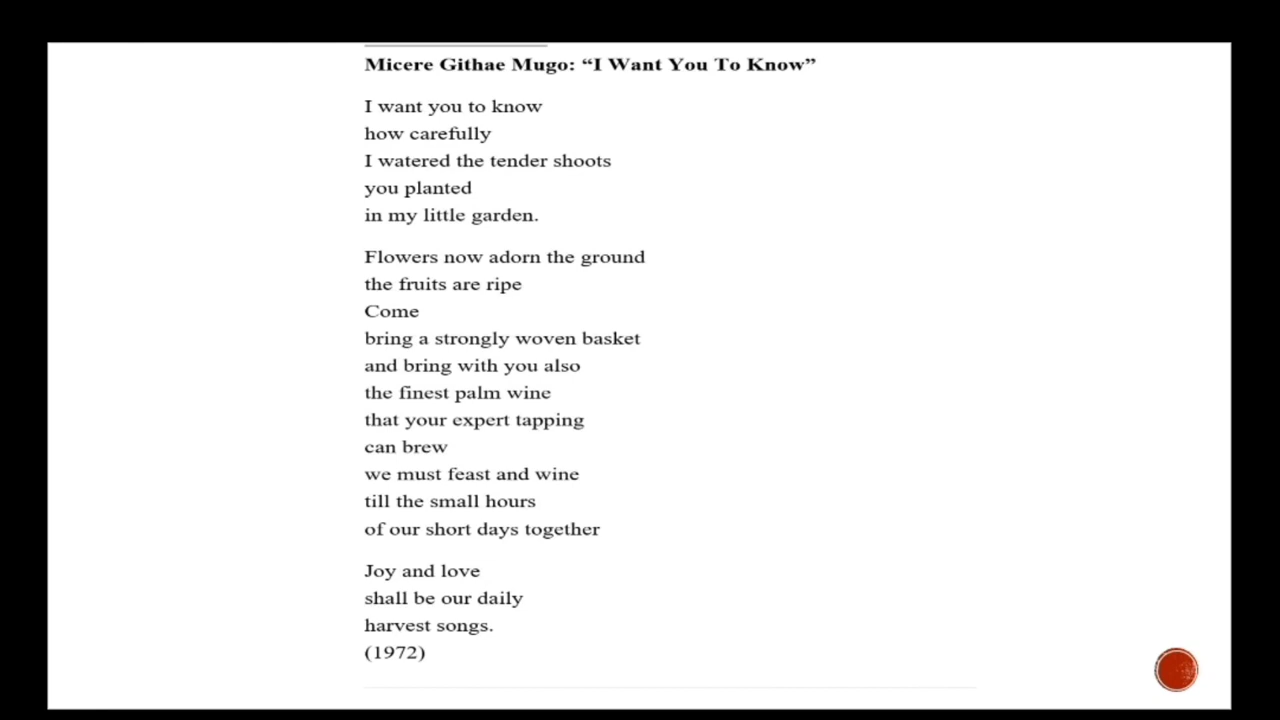 Micere Githae Mugo: “I Want You To Know”
I want you to know
how carefully
I watered the tender shoots
you planted
in my little garden.
Flowers now adorn the ground
the fruits are ripe
Come
bring a strongly woven basket
and bring with you also
the finest palm wine
that your expert tapping
can brew
we must feast and wine
till the small hours
of our short days together
Joy and love
shall be our daily
harvest songs.
(1972)